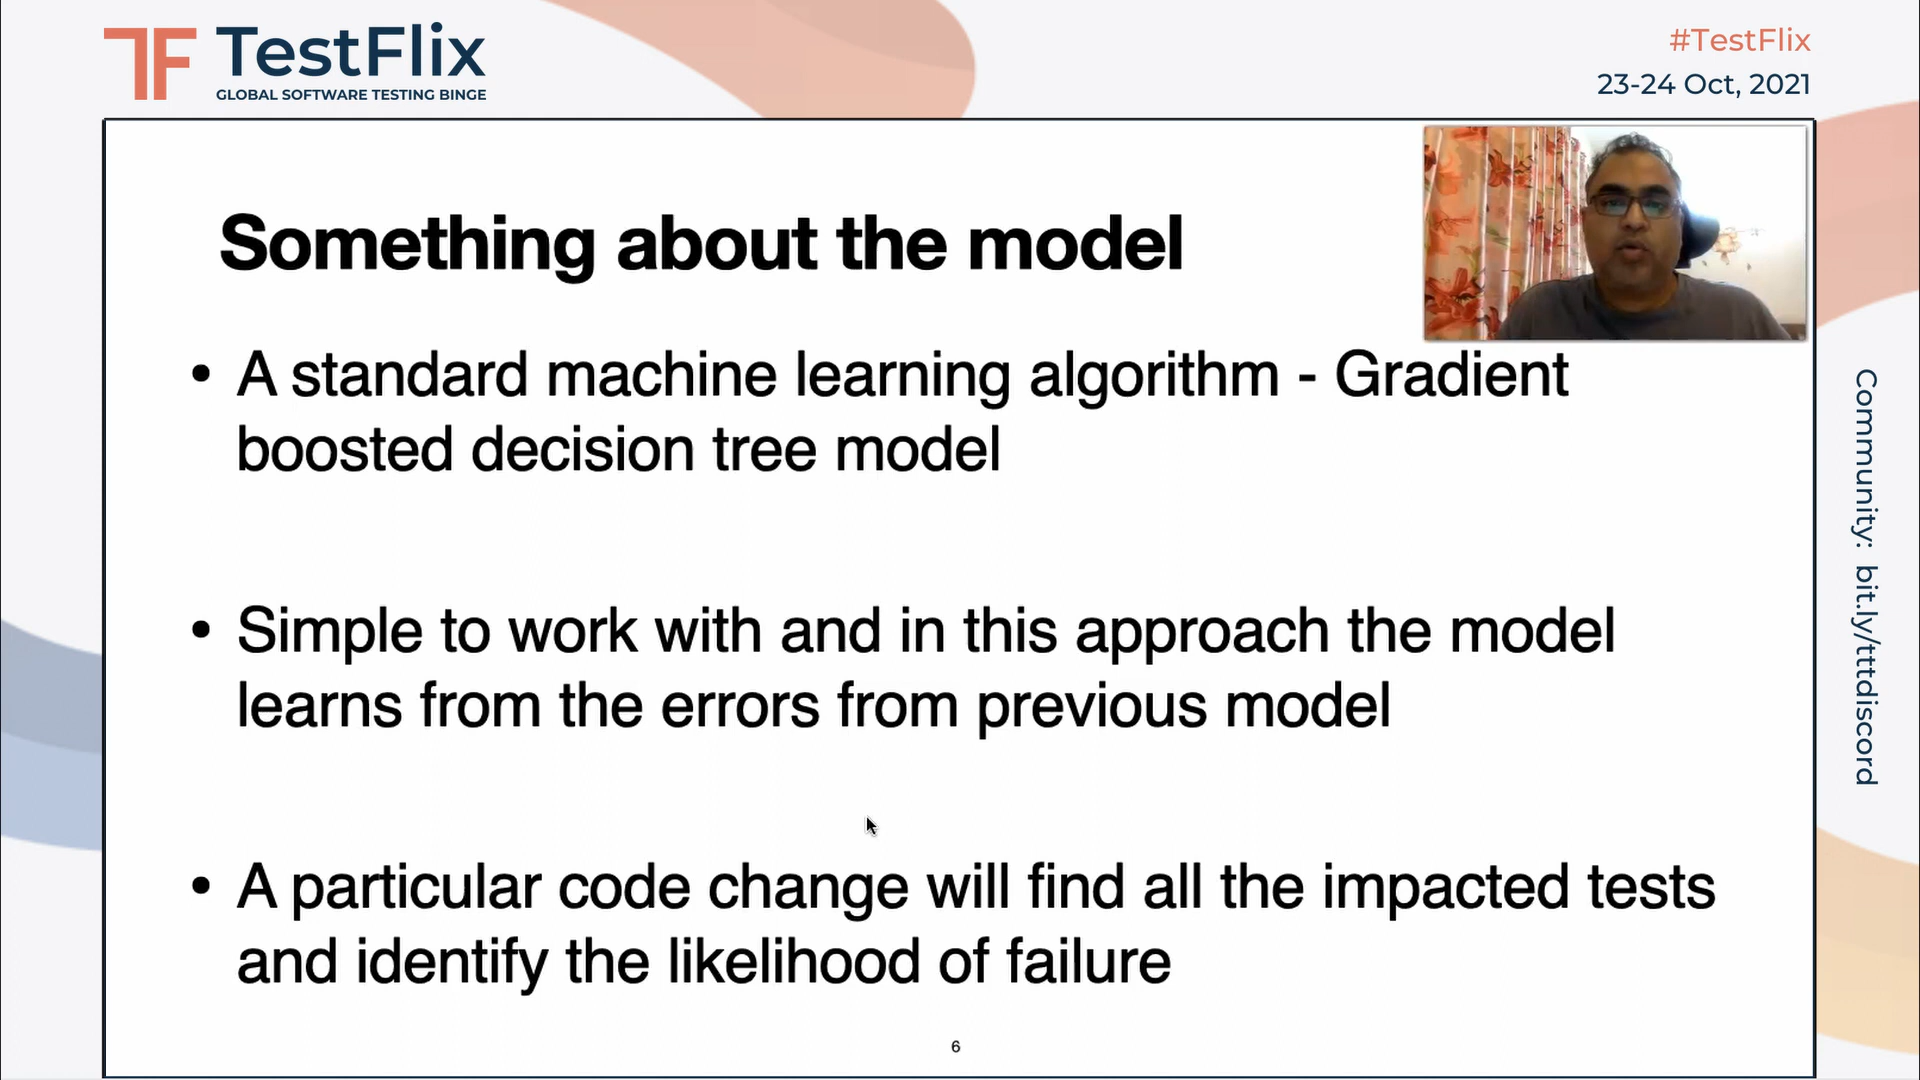 TF TestFlix
GLOBAL SOFTWARE TESTING BINGE
#TestFlix
23-24 Oct, 2021
Something about the model
• A standard machine learning algorithm - Gradient
boosted decision tree model
• Simple to work with and in this approach the model
learns from the errors from previous model
• A particular code change will find all the impacted tests
and identify the likelihood of failure
6
Community: bit.ly/tttdiscord